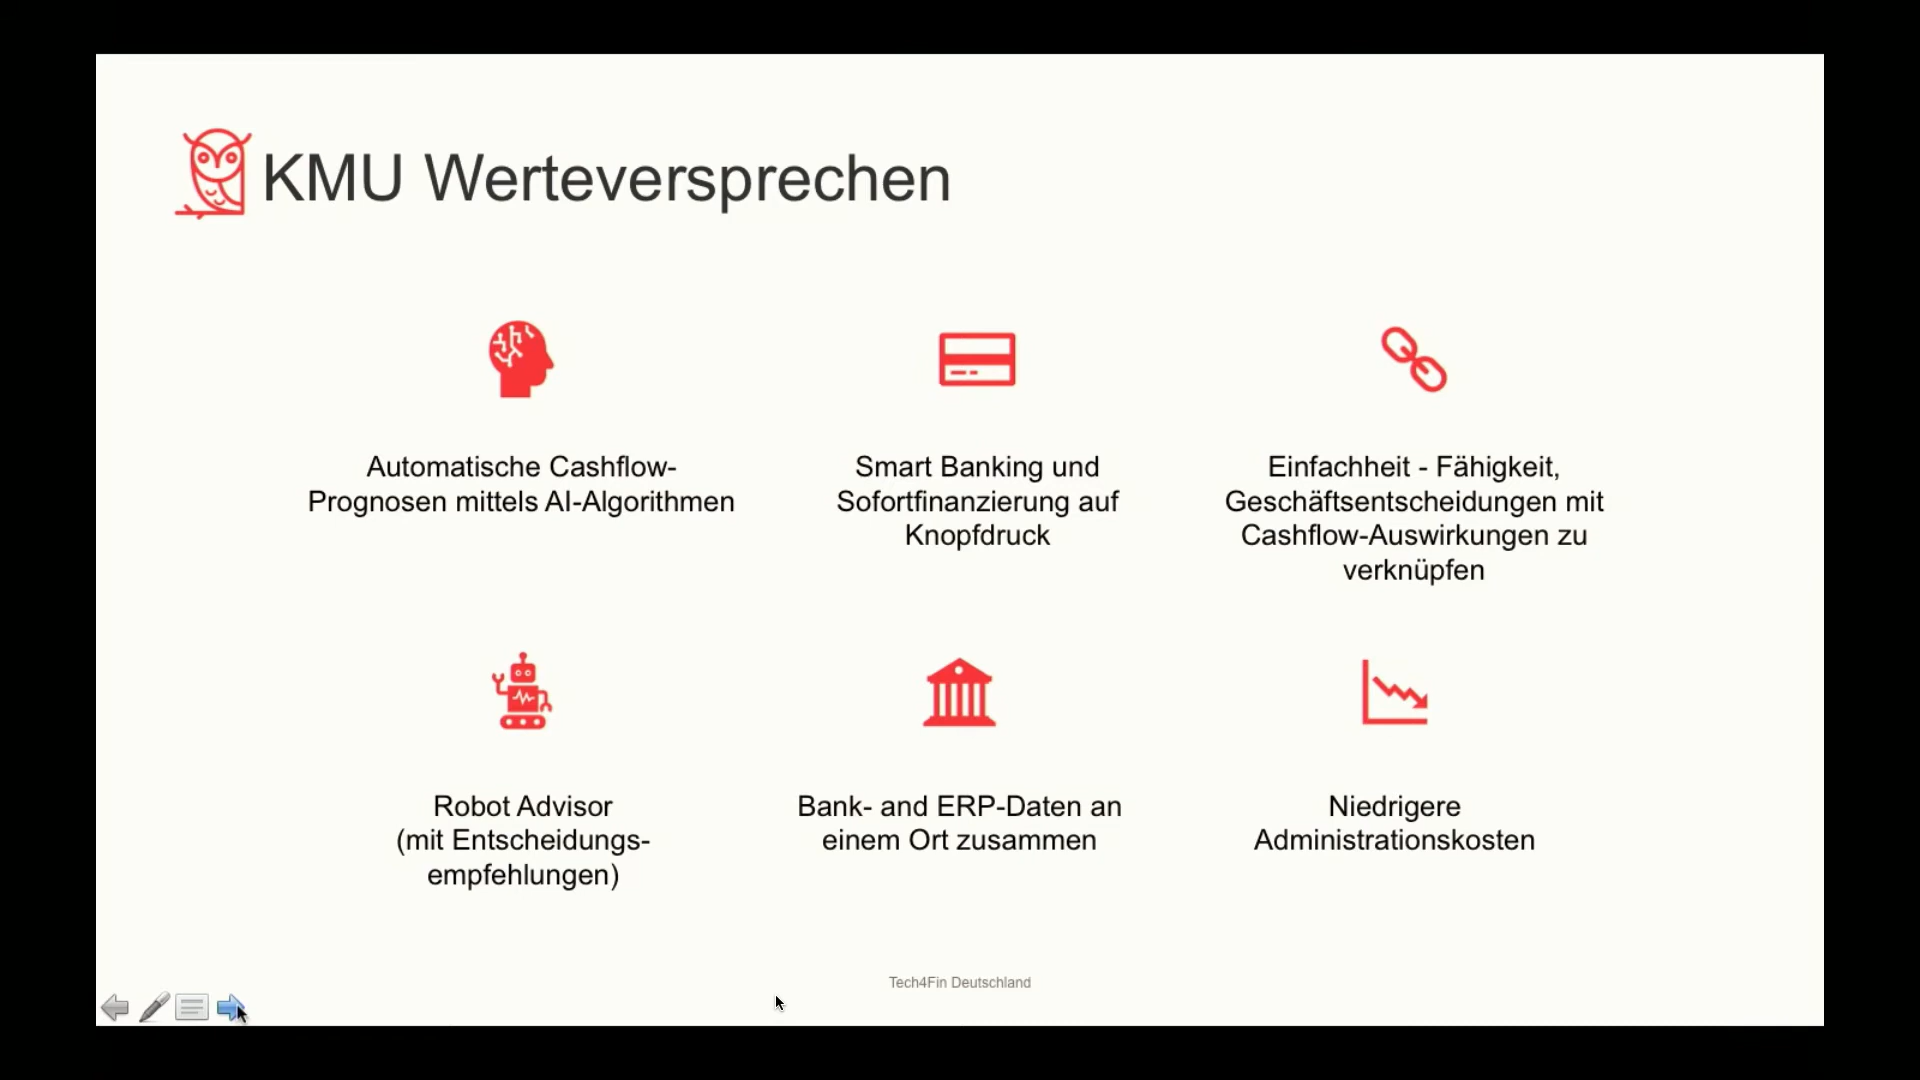 KMU Werteversprechen
Automatische Cashflow-
Prognosen mittels AI-Algorithmen
Smart Banking und
Sofortfinanzierung auf
Knopfdruck
Einfachheit - Fähigkeit,
Geschäftsentscheidungen mit
Cashflow-Auswirkungen zu
verknüpfen
Robot Advisor
(mit Entscheidungs-
empfehlungen)
Bank- and ERP-Daten an
einem Ort zusammen
Niedrigere
Administrationskosten
Tech4Fin Deutschland